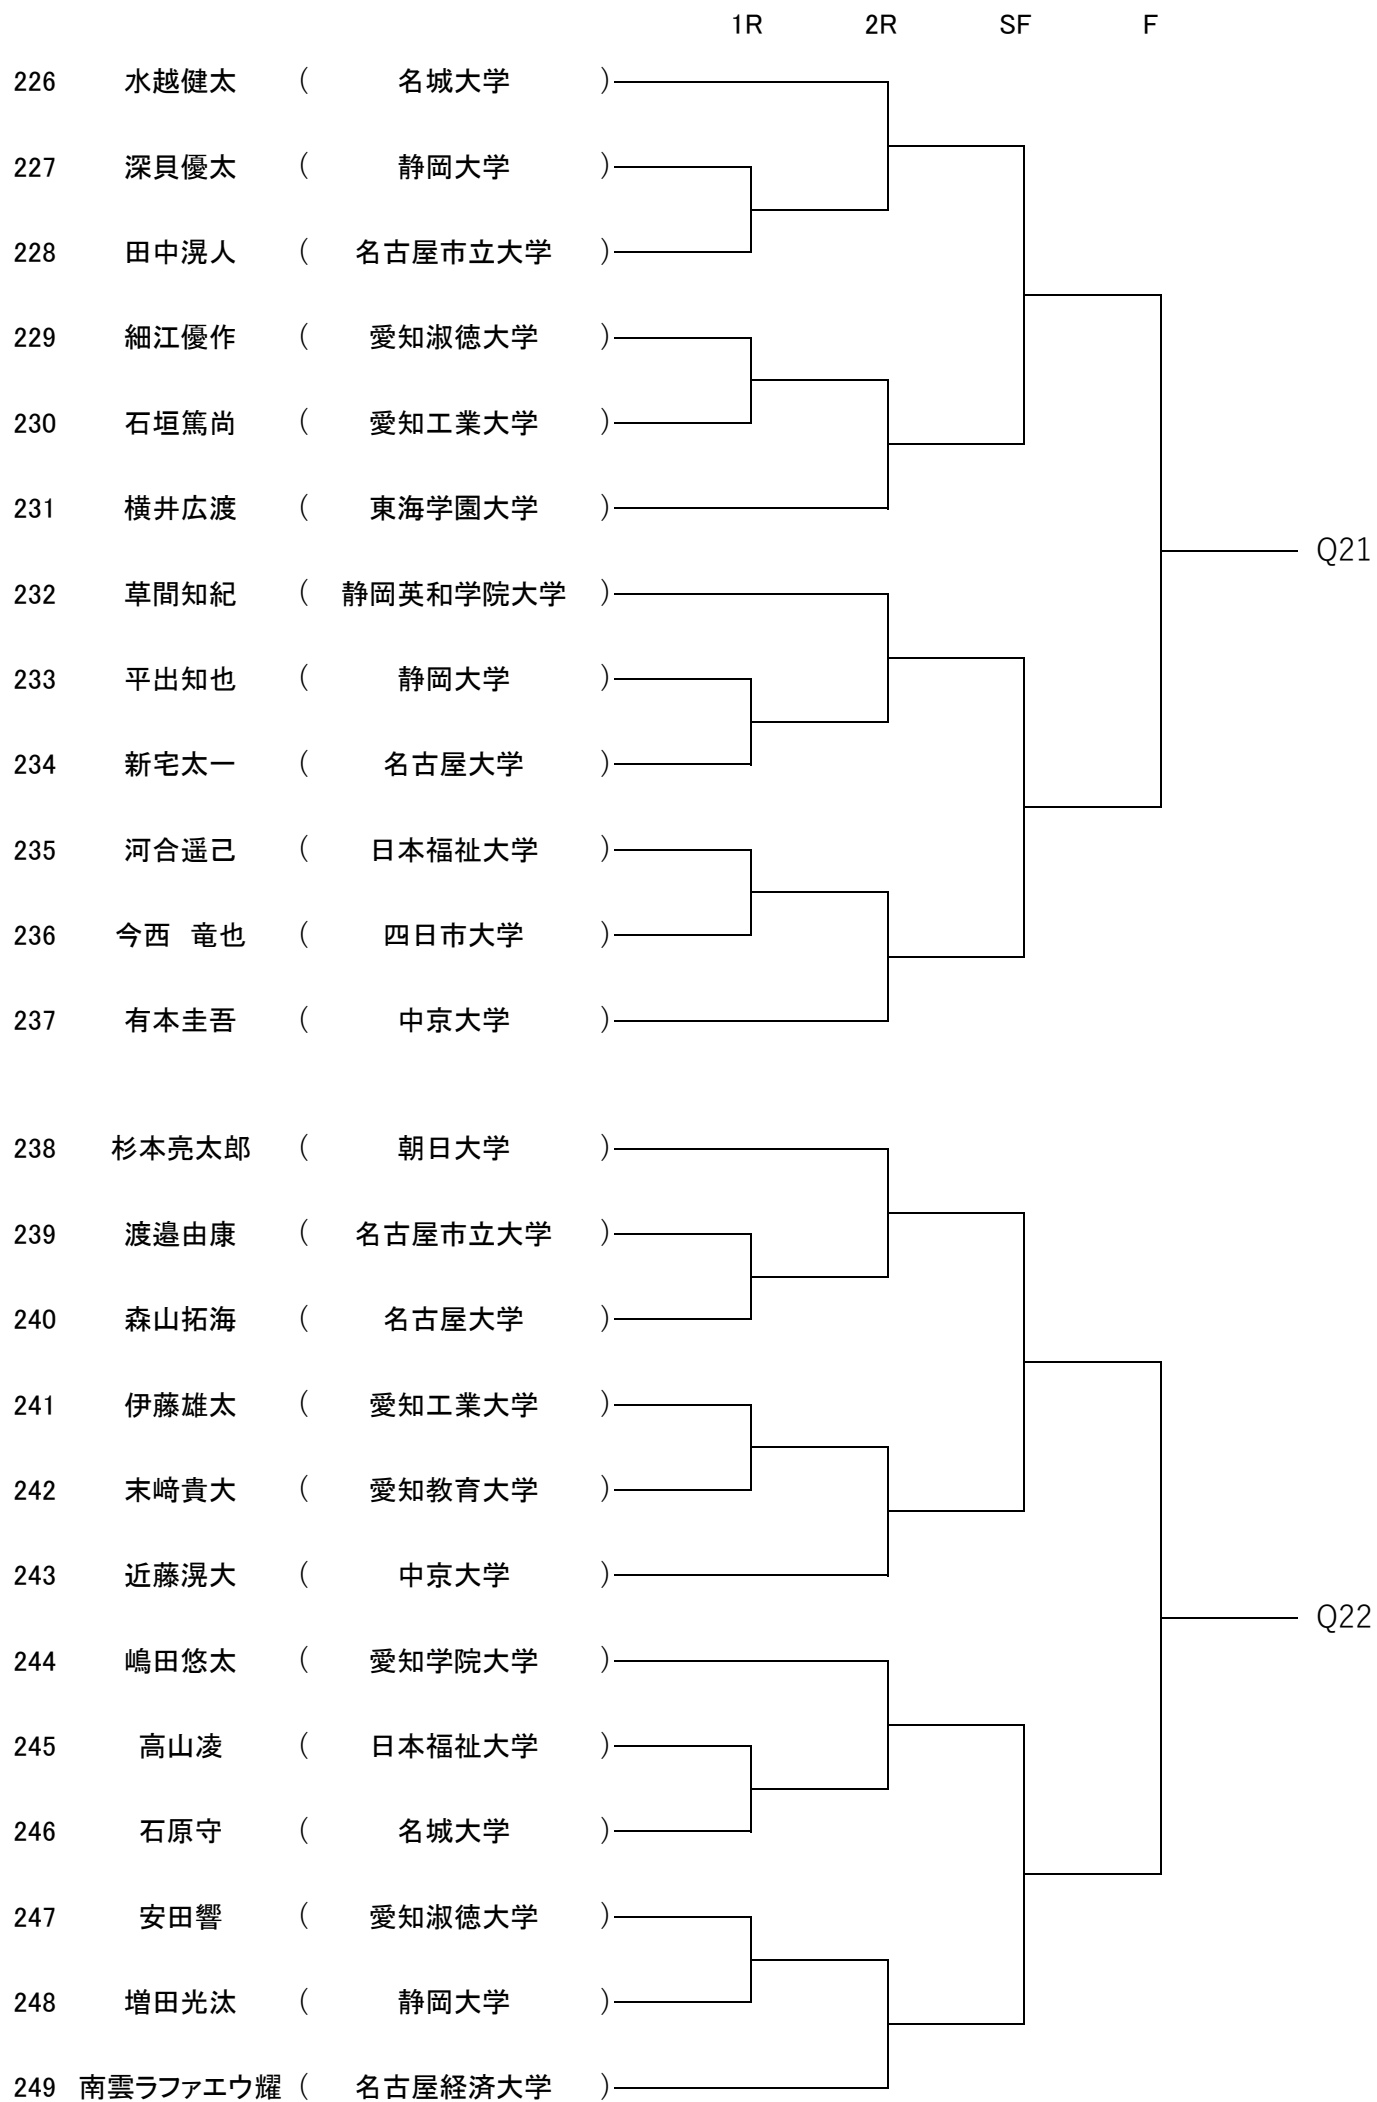 1R 2R SF F
226 水越健太 ( 名城大学 )
227 深貝優太 ( 静岡大学 )
228 田中滉人 ( 名古屋市立大学 )
229 細江優作 ( 愛知淑徳大学 )
230 石垣篤尚 ( 愛知工業大学 )
231 横井広渡 ( 東海学園大学 )
Q21
232 草間知紀 ( 静岡英和学院大学 )
233 平出知也 ( 静岡大学 )
234 新宅太一 ( 名古屋大学 )
235 河合遥己 ( 日本福祉大学 )
236 今西　竜也 ( 四日市大学 )
237 有本圭吾 ( 中京大学 )
238 杉本亮太郎 ( 朝日大学 )
239 渡邉由康 ( 名古屋市立大学 )
240 森山拓海 ( 名古屋大学 )
241 伊藤雄太 ( 愛知工業大学 )
242 末﨑貴大 ( 愛知教育大学 )
243 近藤滉大 ( 中京大学 )
Q22
244 嶋田悠太 ( 愛知学院大学 )
245 高山凌 ( 日本福祉大学 )
246 石原守 ( 名城大学 )
247 安田響 ( 愛知淑徳大学 )
248 増田光汰 ( 静岡大学 )
249 南雲ラファエウ耀 ( 名古屋経済大学 )